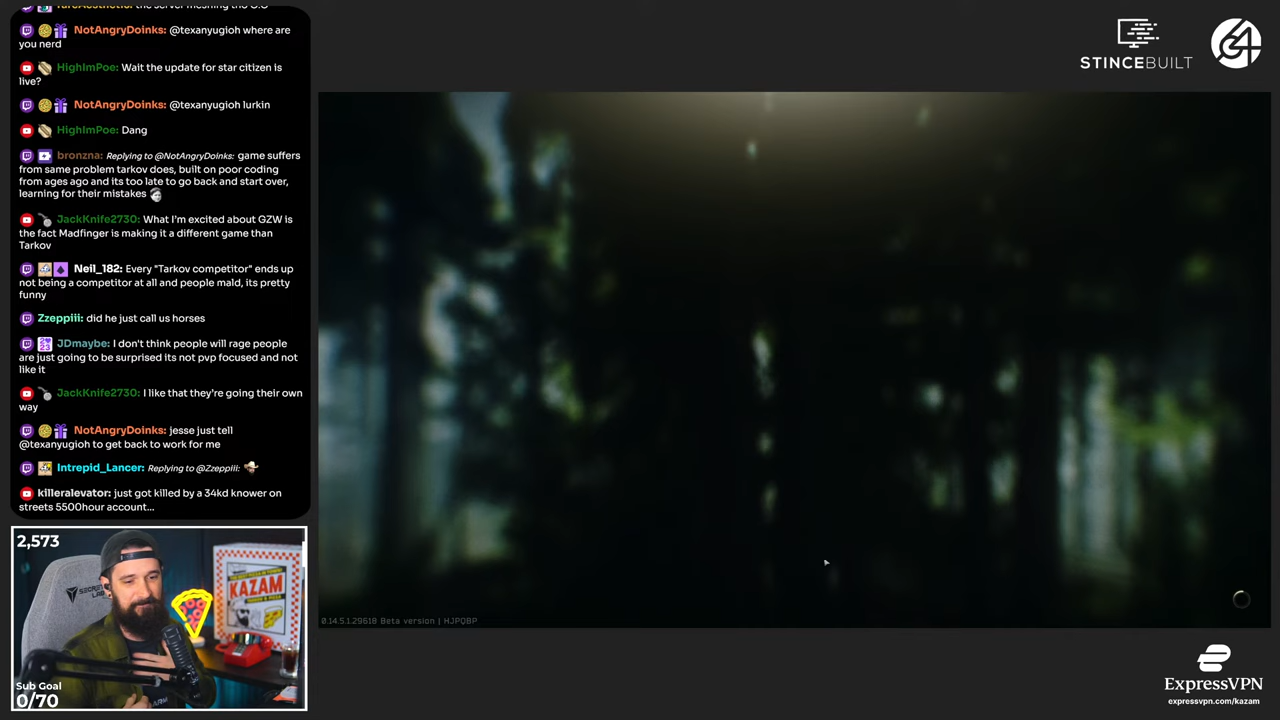 NotAngryDoinks: @texanyugioh where are
you nerd
HighImPoe: Wait the update for star citizen is
live?
NotAngryDoinks: @texanyugioh lurkin
HighImPoe: Dang
bronzna: Replying to @NotAngryDoinks: game suffers
from same problem tarkov does, built on poor coding
from ages ago and its too late to go back and start over,
learning for their mistakes
JackKnife2730: What I'm excited about GZW is
the fact Madfinger is making it a different game than
Tarkov
Neil_182: Every "Tarkov competitor" ends up
not being a competitor at all and people mald, its pretty
funny
Zzeppiii: did he just call us horses
JDmaybe: I don't think people will rage people
are just going to be surprised its not pvp focused and not
like it
JackKnife2730: I like that they're going their own
way
NotAngryDoinks: jesse just tell
@texanyugioh to get back to work for me
Intrepid_Lancer: Replying to @Zzeppiii:
killeralevator: just got killed by a 34kd knower on
streets 5500hour account...
2,573
KAZAM
Sub Goal
0/70
STINCEBUILT
G4
0.14.5.1.29618 Beta version | HJPQBP
ExpressVPN
expressvpn.com/kazam